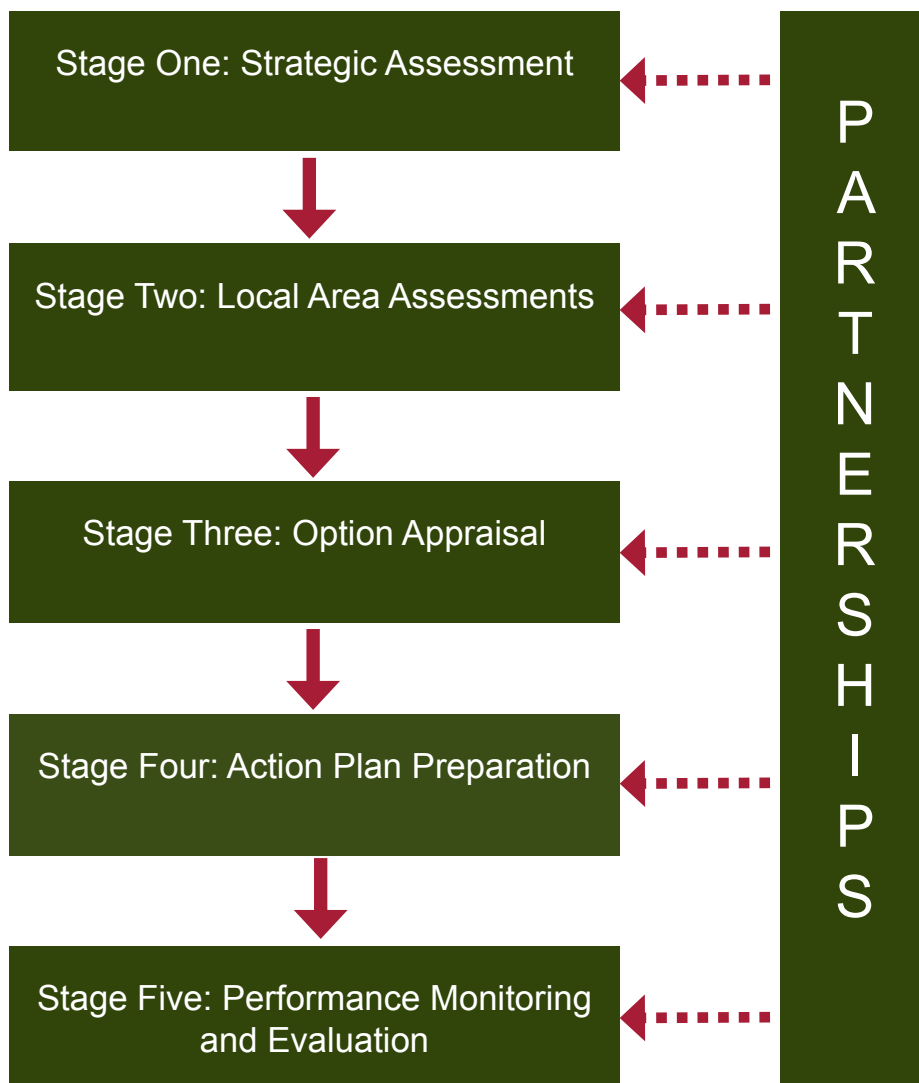 Stage One: Strategic Assessment
Stage Two: Local Area Assessments
Stage Three: Option Appraisal
Stage Four: Action Plan Preparation
Stage Five: Performance Monitoring
and Evaluation
P
A
R
T
N
E
R
S
H
I
P
S